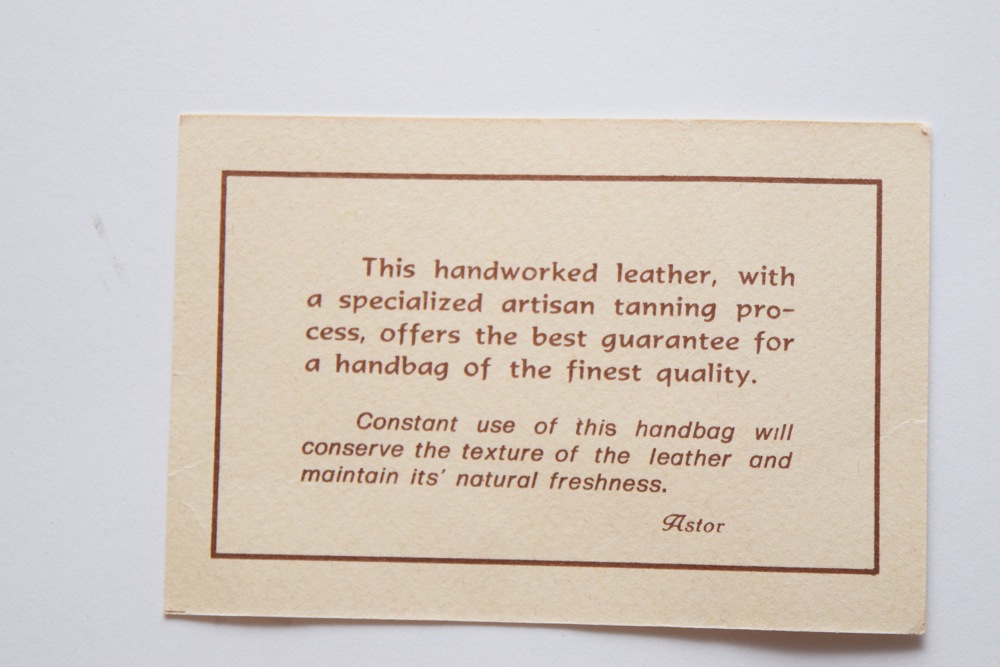 This handworked leather, with
a specialized artisan tanning pro-
cess, offers the best guarantee for
a handbag of the finest quality.
Constant use of this handbag will
conserve the texture of the leather and
maintain its' natural freshness.
Astor